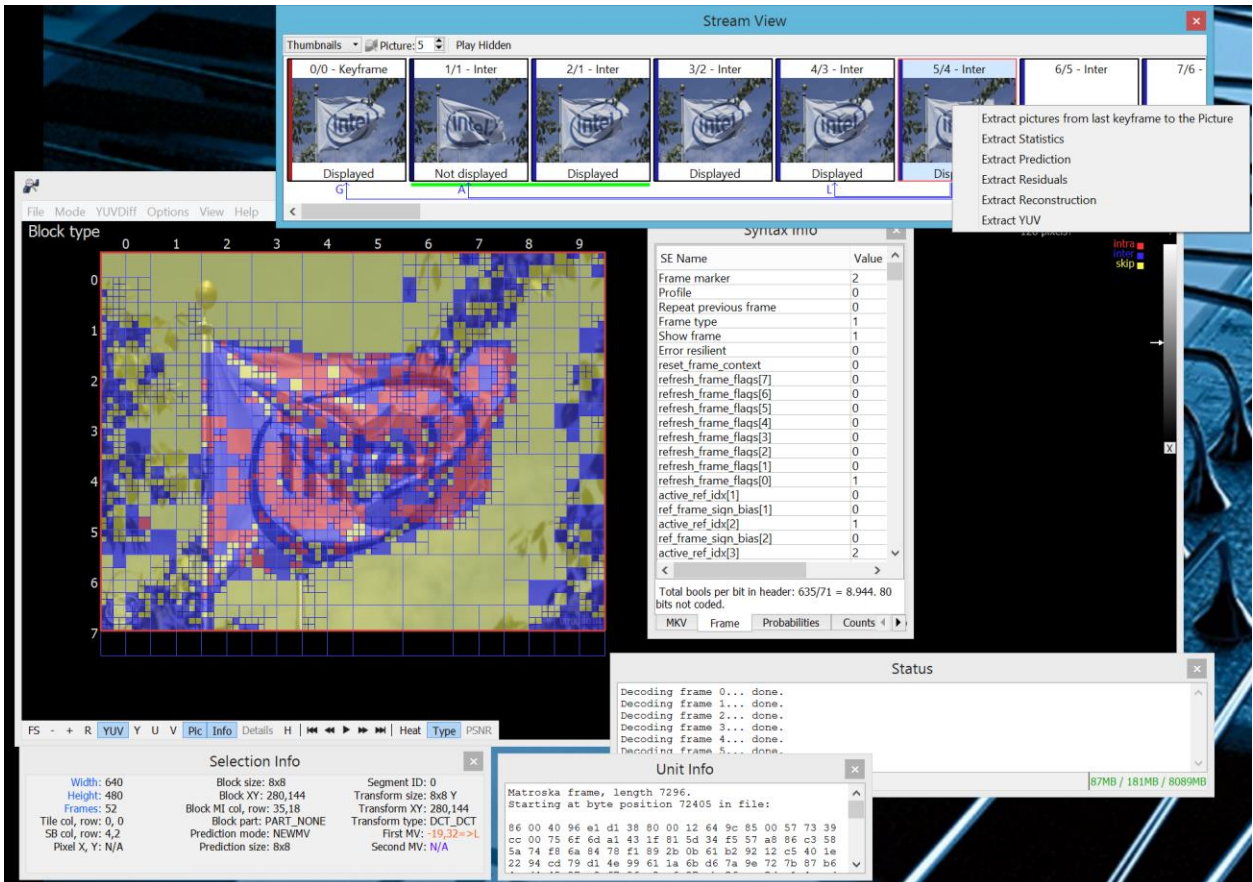 Stream View
Thumbnails Picture: 5 Play Hidden
0/0 - Keyframe 1/1 - Inter 2/1 - Inter 3/2 - Inter 4/3 - Inter 5/4 - Inter 6/5 - Inter 7/6 -
intel intel intel intel intel
Displayed Not displayed Displayed Displayed Displayed
G A L
Extract pictures from last keyframe to the Picture
Extract Statistics
Extract Prediction
Extract Residuals
Extract Reconstruction
Extract YUV
File Mode YUVDiff Options View Help
Block type
0 1 2 3 4 5 6 7 8 9
0
1
2
3
4
5
6
7
intra
inter
skip
X
Syntax Info
SE Name Value
Frame marker 2
Profile 0
Repeat previous frame 0
Frame type 1
Show frame 1
Error resilient 0
reset_frame_context 0
refresh_frame_flags[7] 0
refresh_frame_flags[6] 0
refresh_frame_flags[5] 0
refresh_frame_flags[4] 0
refresh_frame_flags[3] 0
refresh_frame_flags[2] 0
refresh_frame_flags[1] 0
refresh_frame_flags[0] 1
active_ref_idx[1] 0
ref_frame_sign_bias[1] 0
active_ref_idx[2] 1
ref_frame_sign_bias[2] 0
active_ref_idx[3] 2
Total bools per bit in header: 635/71 = 8.944. 80
bits not coded.
MKV Frame Probabilities Counts
FS - + R YUV Y U V Pic Info Details H Heat Type PSNR
Status
Decoding frame 0... done.
Decoding frame 1... done.
Decoding frame 2... done.
Decoding frame 3... done.
Decoding frame 4... done.
Decoding frame 5... done.
87MB / 181MB / 8089MB
Selection Info
Width: 640 Block size: 8x8 Segment ID: 0
Height: 480 Block XY: 280,144 Transform size: 8x8 Y
Frames: 52 Block MI col, row: 35,18 Transform XY: 280,144
Tile col, row: 0, 0 Block part: PART_NONE Transform type: DCT_DCT
SB col, row: 4,2 Prediction mode: NEWMV First MV: -19,32=>L
Pixel X, Y: N/A Prediction size: 8x8 Second MV: N/A
Unit Info
Matroska frame, length 7296.
Starting at byte position 72405 in file:
86 00 40 96 e1 d1 38 80 00 12 64 9c 85 00 57 73 39
cc 00 75 6f 6d a1 43 1f 81 5d 34 f5 57 a8 86 c3 58
5a 74 f8 6a 84 78 f1 89 2b 0b 61 b2 92 12 c5 40 1e
22 94 cd 79 d1 4e 99 61 1a 6b d6 7a 9e 72 7b 87 b6